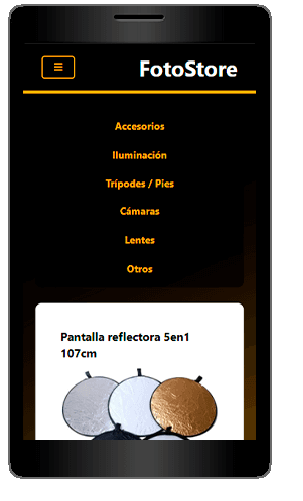 FotoStore
Accesorios
Iluminación
Trípodes / Pies
Cámaras
Lentes
Otros
Pantalla reflectora 5en1
107cm